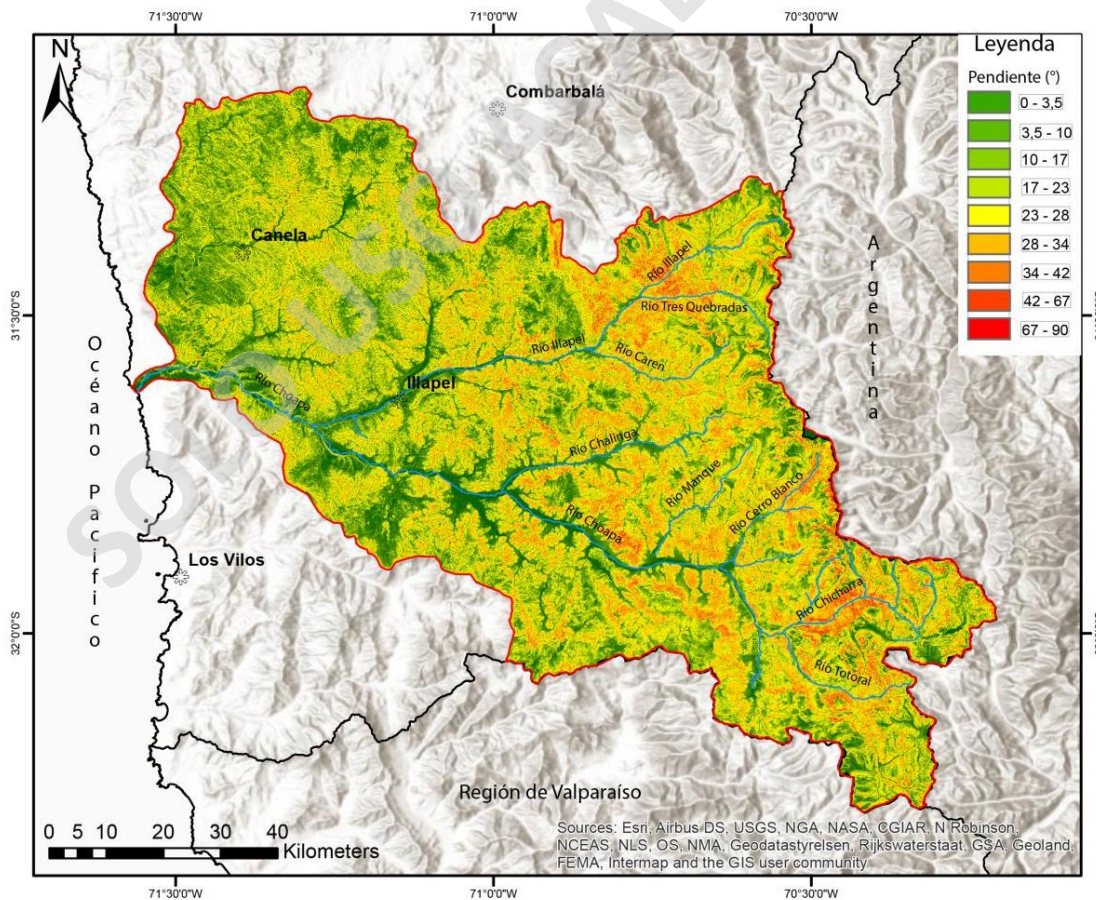 71°30'0"W
71°0'0"W
70°30'0"W
N
Combarbalá
Leyenda
Pendiente (°)
0 - 3,5
3,5 - 10
10 - 17
17 - 23
23 - 28
28 - 34
34 - 42
42 - 67
67 - 90
Canela
Argentina
Río Illapel
Río Tres Quebradas
31°30'0"S
Río Illapel
Río Carén
Océano Pacifico
Río Choapa
Illapel
Río Chalinga
Río Manque
Río Cerro Blanco
Río Choapa
Los Vilos
Río Chicharra
32°0'0"S
Río Totoral
Región de Valparaíso
0 5 10 20 30 40
Kilometers
Sources: Esri, Airbus DS, USGS, NGA, NASA, CGIAR, N Robinson,
NCEAS, NLS, OS, NMA, Geodatastyrelsen, Rijkswaterstaat, GSA, Geoland,
FEMA, Intermap and the GIS user community
71°30'0"W
71°0'0"W
70°30'0"W
SOLO USO ACAD